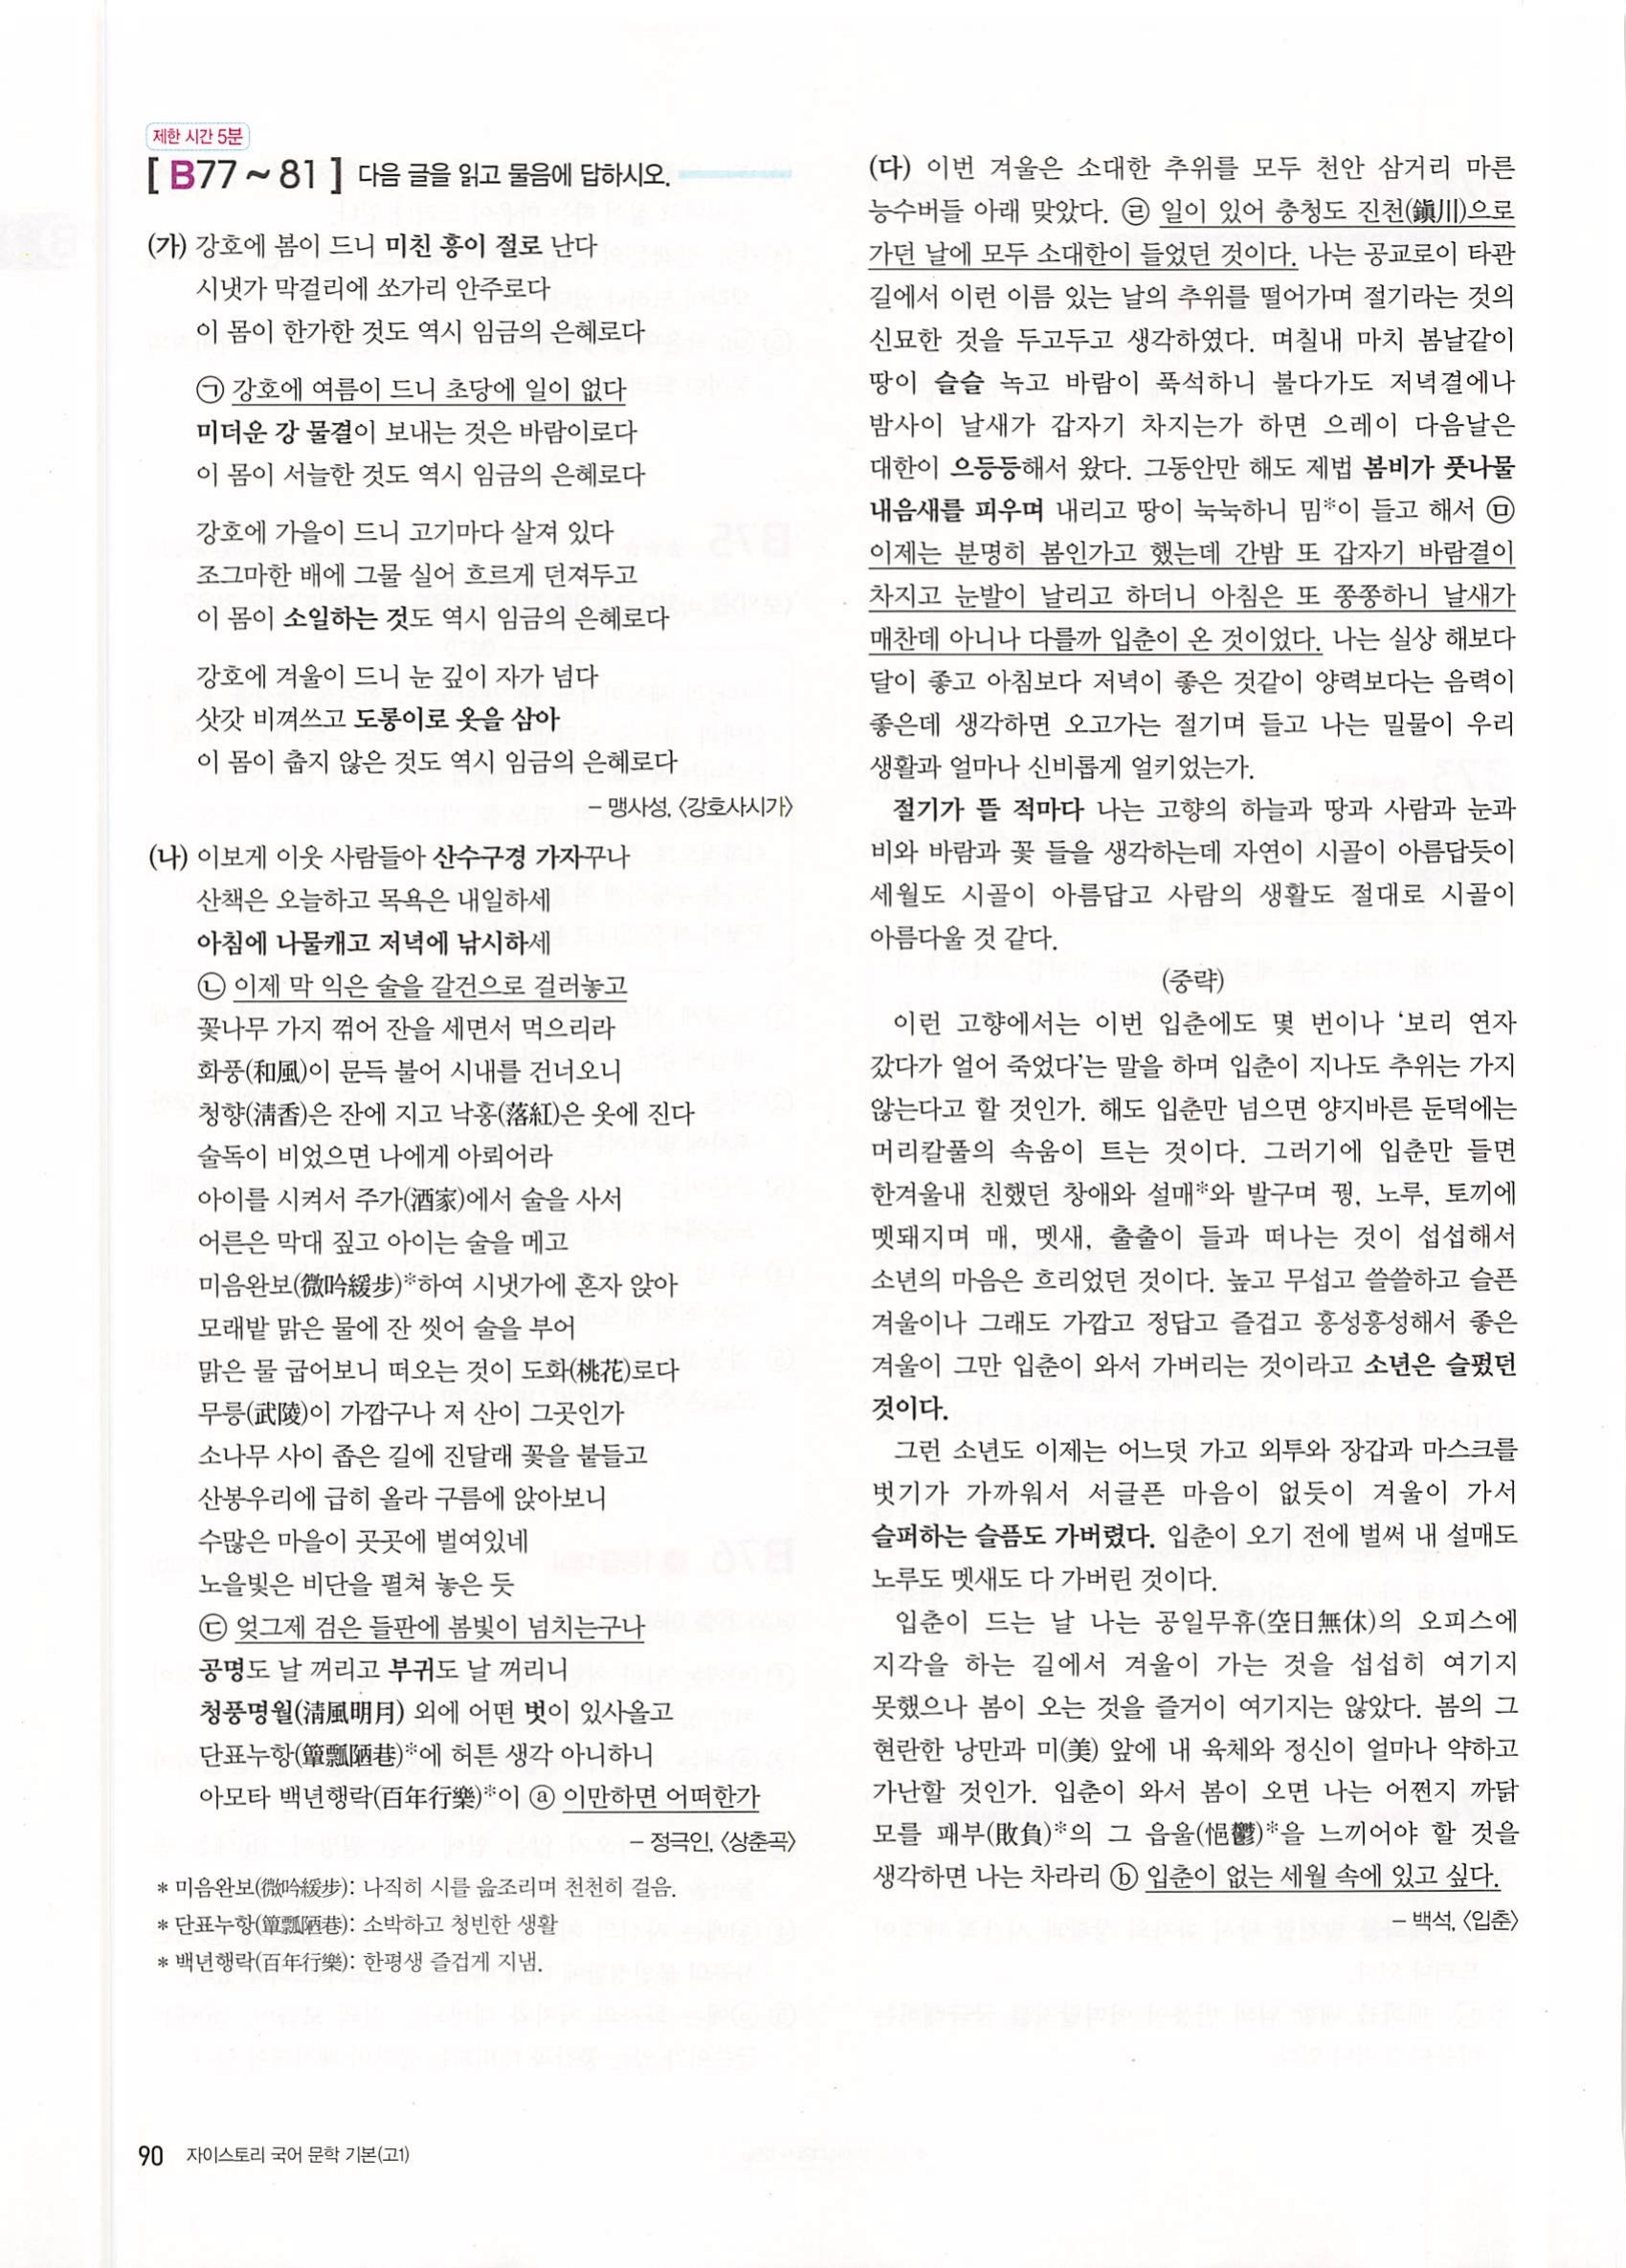 제한 시간 5분
[ B77 ~ 81 ] 다음 글을 읽고 물음에 답하시오.
(가) 강호에 봄이 드니 미친 흥이 절로 난다
시냇가 막걸리에 쏘가리 안주로다
이 몸이 한가한 것도 역시 임금의 은혜로다
㉠ 강호에 여름이 드니 초당에 일이 없다
미더운 강 물결이 보내는 것은 바람이로다
이 몸이 서늘한 것도 역시 임금의 은혜로다
강호에 가을이 드니 고기마다 살져 있다
조그마한 배에 그물 실어 흐르게 던져두고
이 몸이 소일하는 것도 역시 임금의 은혜로다
강호에 겨울이 드니 눈 깊이 자가 넘다
삿갓 비껴쓰고 도롱이로 옷을 삼아
이 몸이 춥지 않은 것도 역시 임금의 은혜로다
– 맹사성, 〈강호사시가〉
(나) 이보게 이웃 사람들아 산수구경 가자꾸나
산책은 오늘하고 목욕은 내일하세
아침에 나물캐고 저녁에 낚시하세
㉡ 이제 막 익은 술을 갈건으로 걸러놓고
꽃나무 가지 꺾어 잔을 세면서 먹으리라
화풍(和風)이 문득 불어 시내를 건너오니
청향(淸香)은 잔에 지고 낙홍(落紅)은 옷에 진다
술독이 비었으면 나에게 아뢰어라
아이를 시켜서 주가(酒家)에서 술을 사서
어른은 막대 짚고 아이는 술을 메고
미음완보(微吟緩步)*하여 시냇가에 혼자 앉아
모래밭 맑은 물에 잔 씻어 술을 부어
맑은 물 굽어보니 떠오는 것이 도화(桃花)로다
무릉(武陵)이 가깝구나 저 산이 그곳인가
소나무 사이 좁은 길에 진달래 꽃을 붙들고
산봉우리에 급히 올라 구름에 앉아보니
수많은 마을이 곳곳에 벌여있네
노을빛은 비단을 펼쳐 놓은 듯
㉢ 엊그제 검은 들판에 봄빛이 넘치는구나
공명도 날 꺼리고 부귀도 날 꺼리니
청풍명월(淸風明月) 외에 어떤 벗이 있사올고
단표누항(簞瓢陋巷)*에 허튼 생각 아니하니
아모타 백년행락(百年行樂)*이 ⓐ 이만하면 어떠한가
– 정극인, 〈상춘곡〉
* 미음완보(微吟緩步): 나직히 시를 읊조리며 천천히 걸음.
* 단표누항(簞瓢陋巷): 소박하고 청빈한 생활
* 백년행락(百年行樂): 한평생 즐겁게 지냄.
(다) 이번 겨울은 소대한 추위를 모두 천안 삼거리 마른
능수버들 아래 맞았다. ㉣ 일이 있어 충청도 진천(鎭川)으로
가던 날에 모두 소대한이 들었던 것이다. 나는 공교로이 타관
길에서 이런 이름 있는 날의 추위를 떨어가며 절기라는 것의
신묘한 것을 두고두고 생각하였다. 며칠내 마치 봄날같이
땅이 슬슬 녹고 바람이 푹석하니 불다가도 저녁결에나
밤사이 날새가 갑자기 차지는가 하면 으레이 다음날은
대한이 으등등해서 왔다. 그동안만 해도 제법 봄비가 풋나물
내음새를 피우며 내리고 땅이 눅눅하니 밈*이 들고 해서 ㉤
이제는 분명히 봄인가고 했는데 간밤 또 갑자기 바람결이
차지고 눈발이 날리고 하더니 아침은 또 쫑쫑하니 날새가
매찬데 아니나 다를까 입춘이 온 것이었다. 나는 실상 해보다
달이 좋고 아침보다 저녁이 좋은 것같이 양력보다는 음력이
좋은데 생각하면 오고가는 절기며 들고 나는 밀물이 우리
생활과 얼마나 신비롭게 얽키었는가.
절기가 뜰 적마다 나는 고향의 하늘과 땅과 사람과 눈과
비와 바람과 꽃 들을 생각하는데 자연이 시골이 아름답듯이
세월도 시골이 아름답고 사람의 생활도 절대로 시골이
아름다울 것 같다.
(중략)
이런 고향에서는 이번 입춘에도 몇 번이나 ‘보리 연자
갔다가 얼어 죽었다’는 말을 하며 입춘이 지나도 추위는 가지
않는다고 할 것인가. 해도 입춘만 넘으면 양지바른 둔덕에는
머리칼풀의 속움이 트는 것이다. 그러기에 입춘만 들면
한겨울내 친했던 창애와 설매*와 발구며 꿩, 노루, 토끼에
멧돼지며 매, 멧새, 출출이 들과 떠나는 것이 섭섭해서
소년의 마음은 흐리었던 것이다. 높고 무섭고 쓸쓸하고 슬픈
겨울이나 그래도 가깝고 정답고 즐겁고 흥성흥성해서 좋은
겨울이 그만 입춘이 와서 가버리는 것이라고 소년은 슬펐던
것이다.
그런 소년도 이제는 어느덧 가고 외투와 장갑과 마스크를
벗기가 가까워서 서글픈 마음이 없듯이 겨울이 가서
슬퍼하는 슬픔도 가버렸다. 입춘이 오기 전에 벌써 내 설매도
노루도 멧새도 다 가버린 것이다.
입춘이 드는 날 나는 공일무휴(空日無休)의 오피스에
지각을 하는 길에서 겨울이 가는 것을 섭섭히 여기지
못했으나 봄이 오는 것을 즐거이 여기지는 않았다. 봄의 그
현란한 낭만과 미(美) 앞에 내 육체와 정신이 얼마나 약하고
가난할 것인가. 입춘이 와서 봄이 오면 나는 어쩐지 까닭
모를 패부(敗負)*의 그 읍울(悒鬱)*을 느끼어야 할 것을
생각하면 나는 차라리 ⓑ 입춘이 없는 세월 속에 있고 싶다.
– 백석, 〈입춘〉
90 자이스토리 국어 문학 기본(고1)